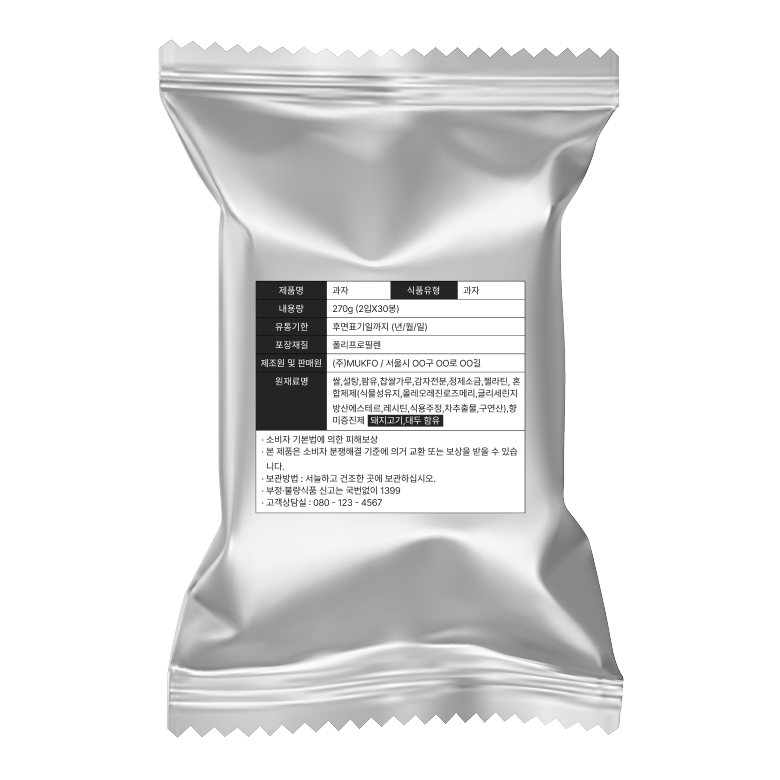 제품명 과자 식품유형 과자
내용량 270g (2입X30봉)
유통기한 후면표기일까지 (년/월/일)
포장재질 폴리프로필렌
제조원 및 판매원 (주)MUKFO / 서울시 OO구 OO로 OO길
원재료명 쌀,설탕,팜유,찹쌀가루,감자전분,정제소금,젤라틴, 혼
합제제(식물성유지,올레오레진로즈메리,글리세린지
방산에스테르,레시틴,식용주정,차추출물,구연산),향
미증진제 돼지고기,대두 함유
· 소비자 기본법에 의한 피해보상
· 본 제품은 소비자 분쟁해결 기준에 의거 교환 또는 보상을 받을 수 있습
니다.
· 보관방법 : 서늘하고 건조한 곳에 보관하십시오.
· 부정·불량식품 신고는 국번없이 1399
· 고객상담실 : 080 - 123 - 4567